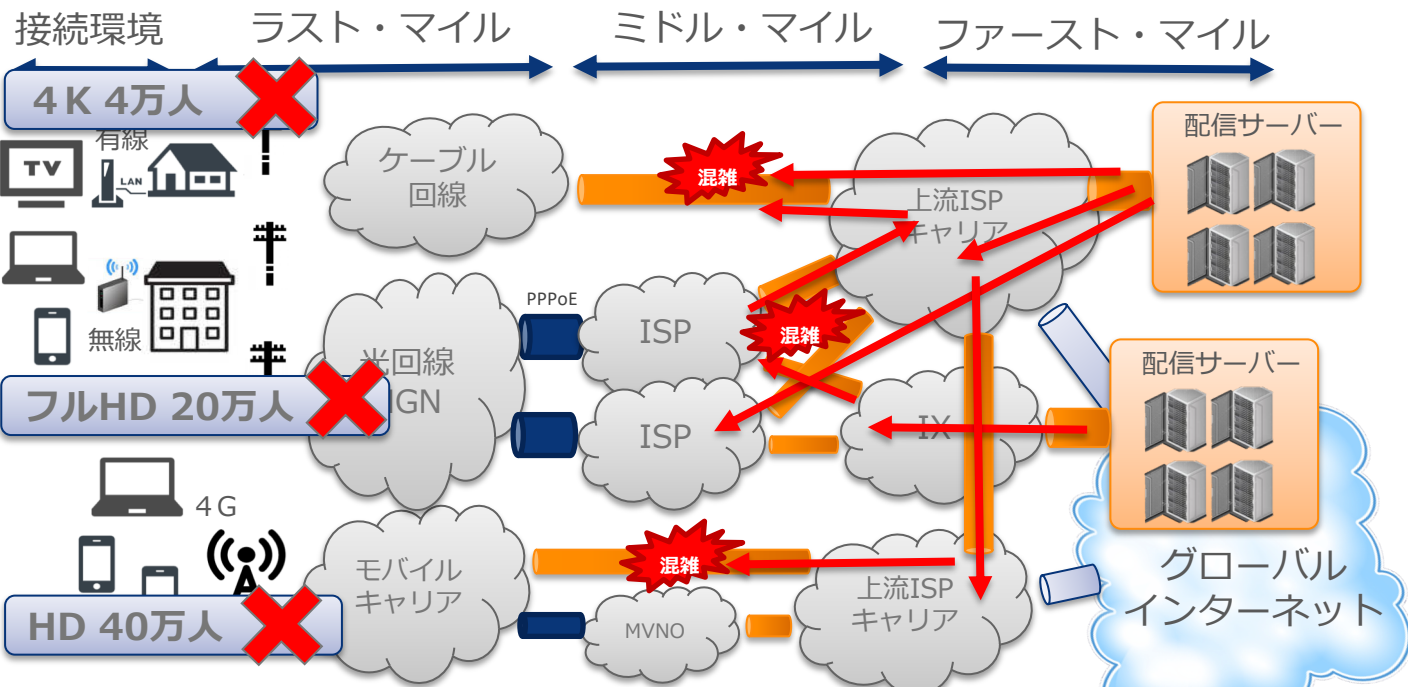 接続環境
ラスト・マイル
ミドル・マイル
ファースト・マイル
４K 4万人
有線
TV
LAN
ケーブル
回線
混雑
上流ISP
キャリア
配信サーバー
無線
PPPoE
ISP
混雑
光回線
NGN
フルHD 20万人
ISP
IX
配信サーバー
４G
モバイル
キャリア
混雑
MVNO
上流ISP
キャリア
グローバル
インターネット
HD 40万人